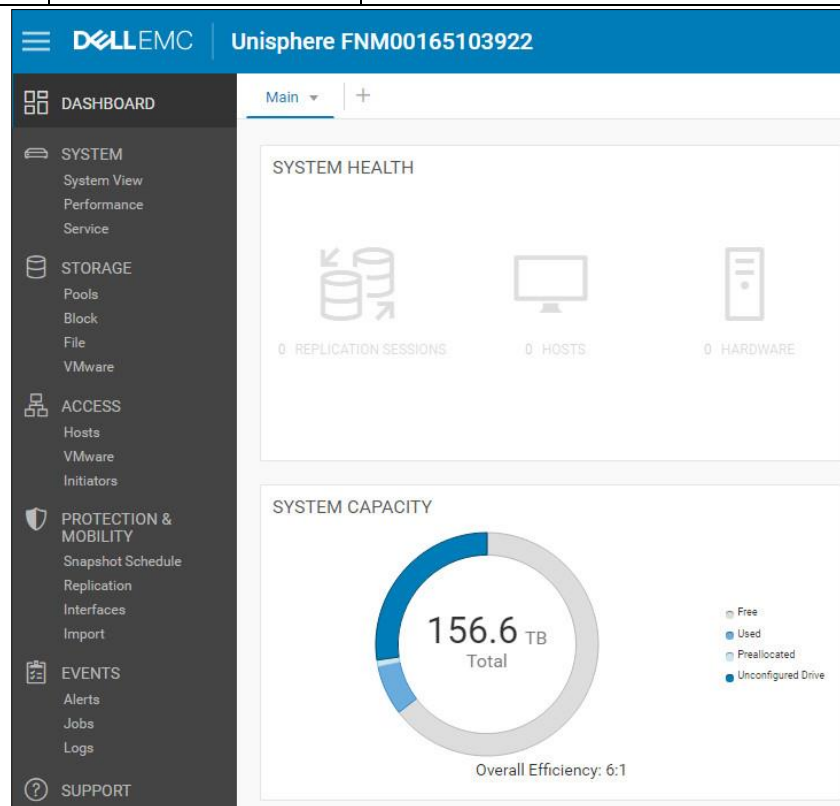 DELLEMC
Unisphere FNM00165103922
DASHBOARD
Main
SYSTEM
System View
Performance
Service
STORAGE
Pools
Block
File
VMware
ACCESS
Hosts
VMware
Initiators
PROTECTION &
MOBILITY
Snapshot Schedule
Replication
Interfaces
Import
EVENTS
Alerts
Jobs
Logs
SUPPORT
SYSTEM HEALTH
0 REPLICATION SESSIONS
0 HOSTS
0 HARDWARE
SYSTEM CAPACITY
156.6 TB
Total
Free
Used
Preallocated
Unconfigured Drive
Overall Efficiency: 6:1